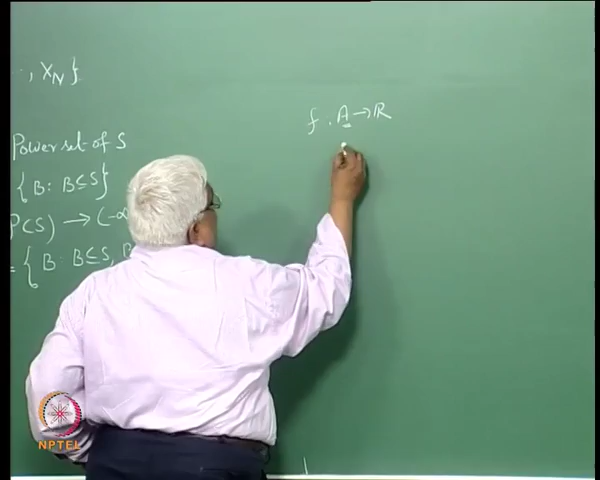 , X_N }
Power set of S
{ B : B ⊆ S }
P(S) → (-∞
= { B : B ⊆ S, B
f : A → R
NPTEL